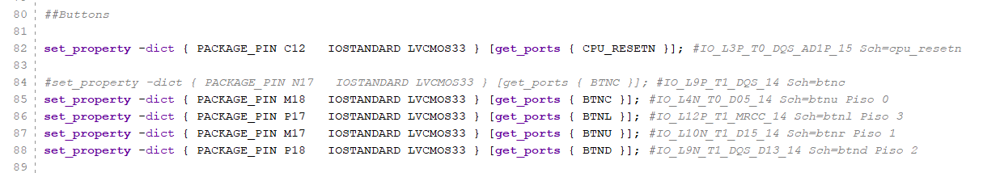 80 ##Buttons
81
82 set_property -dict { PACKAGE_PIN C12   IOSTANDARD LVCMOS33 } [get_ports { CPU_RESETN }]; #IO_L3P_T0_DQS_AD1P_15 Sch=cpu_resetn
83
84 #set_property -dict { PACKAGE_PIN N17   IOSTANDARD LVCMOS33 } [get_ports { BTNC }]; #IO_L9P_T1_DQS_14 Sch=btnc
85 set_property -dict { PACKAGE_PIN M18   IOSTANDARD LVCMOS33 } [get_ports { BTNC }]; #IO_L4N_T0_D05_14 Sch=btnu Piso 0
86 set_property -dict { PACKAGE_PIN P17   IOSTANDARD LVCMOS33 } [get_ports { BTNL }]; #IO_L12P_T1_MRCC_14 Sch=btnl Piso 3
87 set_property -dict { PACKAGE_PIN M17   IOSTANDARD LVCMOS33 } [get_ports { BTNU }]; #IO_L10N_T1_D15_14 Sch=btnr Piso 1
88 set_property -dict { PACKAGE_PIN P18   IOSTANDARD LVCMOS33 } [get_ports { BTND }]; #IO_L9N_T1_DQS_D13_14 Sch=btnd Piso 2
89